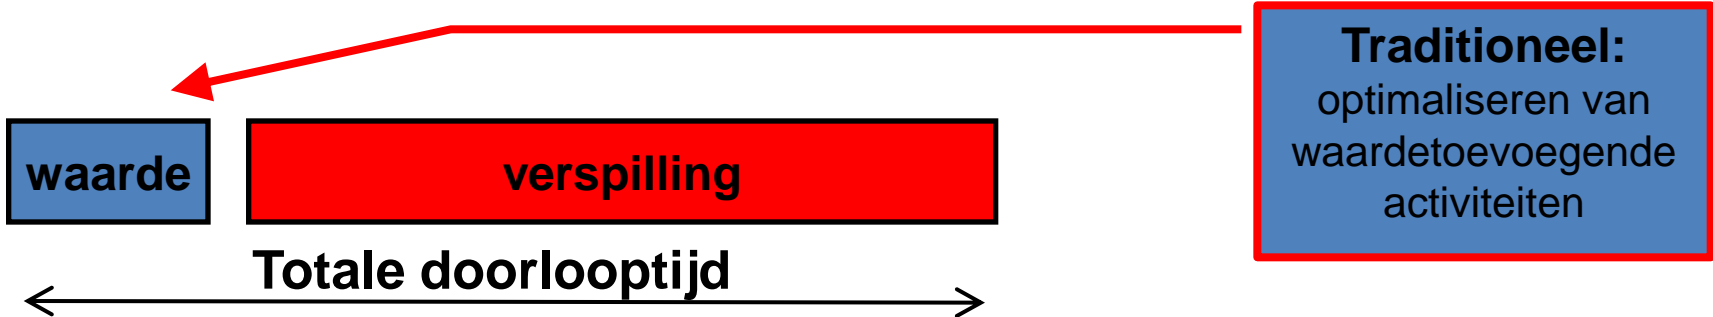 Traditioneel:
optimaliseren van
waardetoevoegende
activiteiten
waarde
verspilling
Totale doorlooptijd